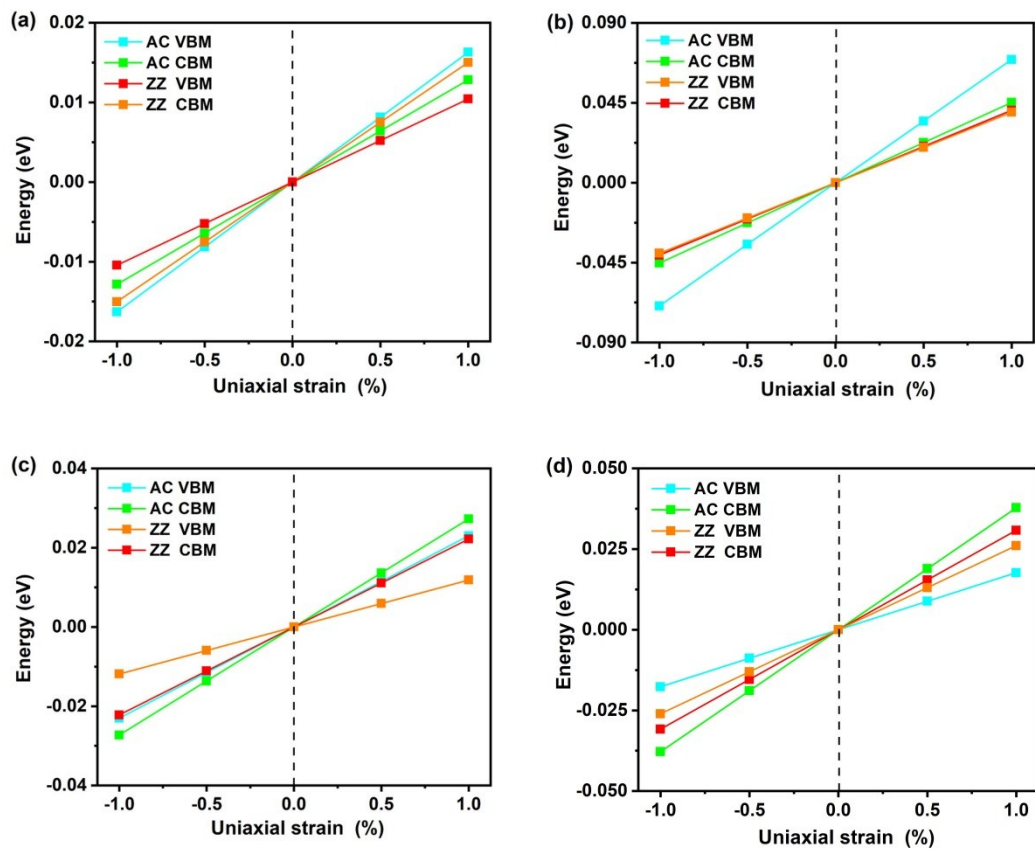 (a)
0.02
0.01
0.00
-0.01
-0.02
Energy (eV)
AC VBM
AC CBM
ZZ VBM
ZZ CBM
-1.0 -0.5 0.0 0.5 1.0
Uniaxial strain (%)
(b)
0.090
0.045
0.000
-0.045
-0.090
Energy (eV)
AC VBM
AC CBM
ZZ VBM
ZZ CBM
-1.0 -0.5 0.0 0.5 1.0
Uniaxial strain (%)
(c)
0.04
0.02
0.00
-0.02
-0.04
Energy (eV)
AC VBM
AC CBM
ZZ VBM
ZZ CBM
-1.0 -0.5 0.0 0.5 1.0
Uniaxial strain (%)
(d)
0.050
0.025
0.000
-0.025
-0.050
Energy (eV)
AC VBM
AC CBM
ZZ VBM
ZZ CBM
-1.0 -0.5 0.0 0.5 1.0
Uniaxial strain (%)